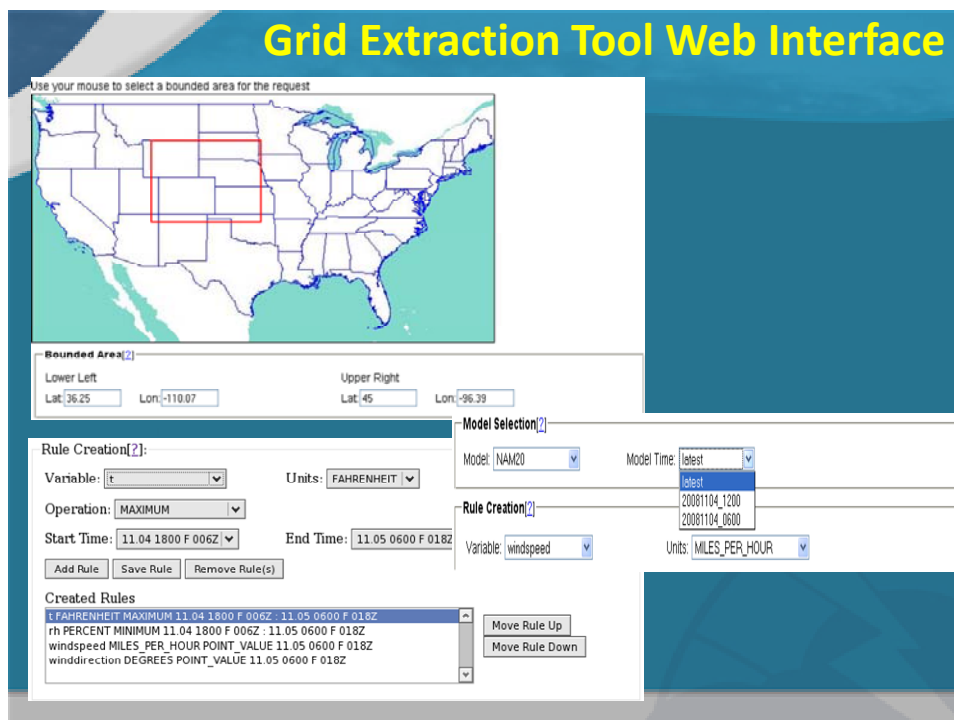 Grid Extraction Tool Web Interface
Use your mouse to select a bounded area for the request
Bounded Area[?]
Lower Left Upper Right
Lat: 36.25 Lon: -110.07 Lat: 45 Lon: -96.39
Model Selection[?]
Model: NAM20 Model Time: latest
latest
20081104_1200
20081104_0600
Rule Creation[?]
Variable: windspeed Units: MILES_PER_HOUR
Rule Creation[?]:
Variable: t Units: FAHRENHEIT
Operation: MAXIMUM
Start Time: 11.04 1800 F 006Z End Time: 11.05 0600 F 018Z
Add Rule Save Rule Remove Rule(s)
Created Rules
t FAHRENHEIT MAXIMUM 11.04 1800 F 006Z : 11.05 0600 F 018Z
rh PERCENT MINIMUM 11.04 1800 F 006Z : 11.05 0600 F 018Z
windspeed MILES_PER_HOUR POINT_VALUE 11.05 0600 F 018Z
winddirection DEGREES POINT_VALUE 11.05 0600 F 018Z
Move Rule Up
Move Rule Down